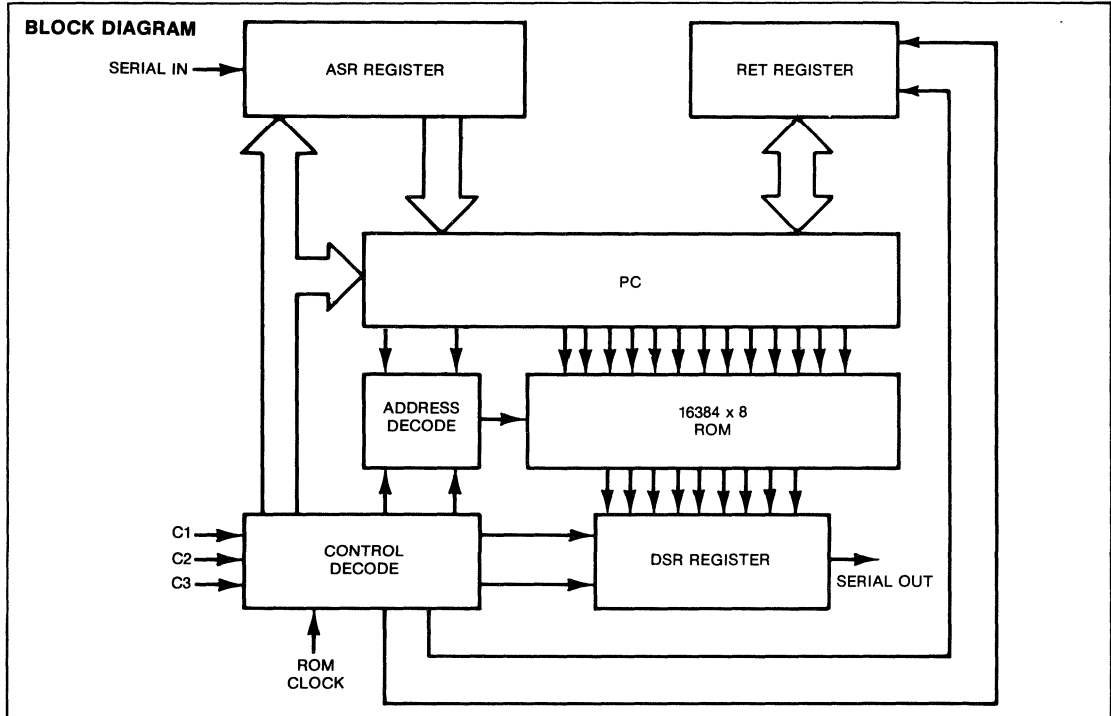 BLOCK DIAGRAM
SERIAL IN
ASR REGISTER
RET REGISTER
PC
ADDRESS
DECODE
16384 x 8
ROM
C1
C2
C3
CONTROL
DECODE
DSR REGISTER
SERIAL OUT
ROM
CLOCK